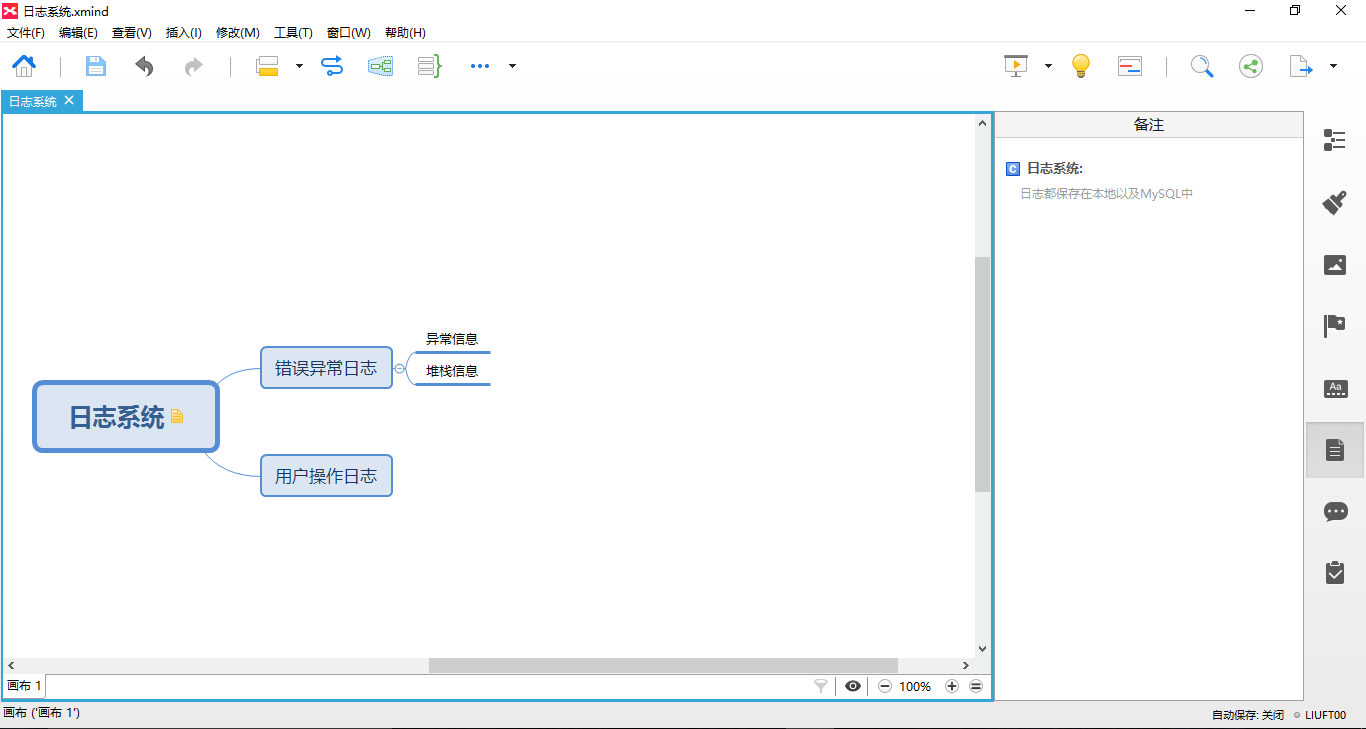 日志系统.xmind
文件(F) 编辑(E) 查看(V) 插入(I) 修改(M) 工具(T) 窗口(W) 帮助(H)
日志系统
备注
C 日志系统:
日志都保存在本地以及MySQL中
异常信息
错误异常日志
堆栈信息
日志系统
用户操作日志
Aa
画布 1
100%
画布 ('画布 1')
自动保存: 关闭 LIUFT00